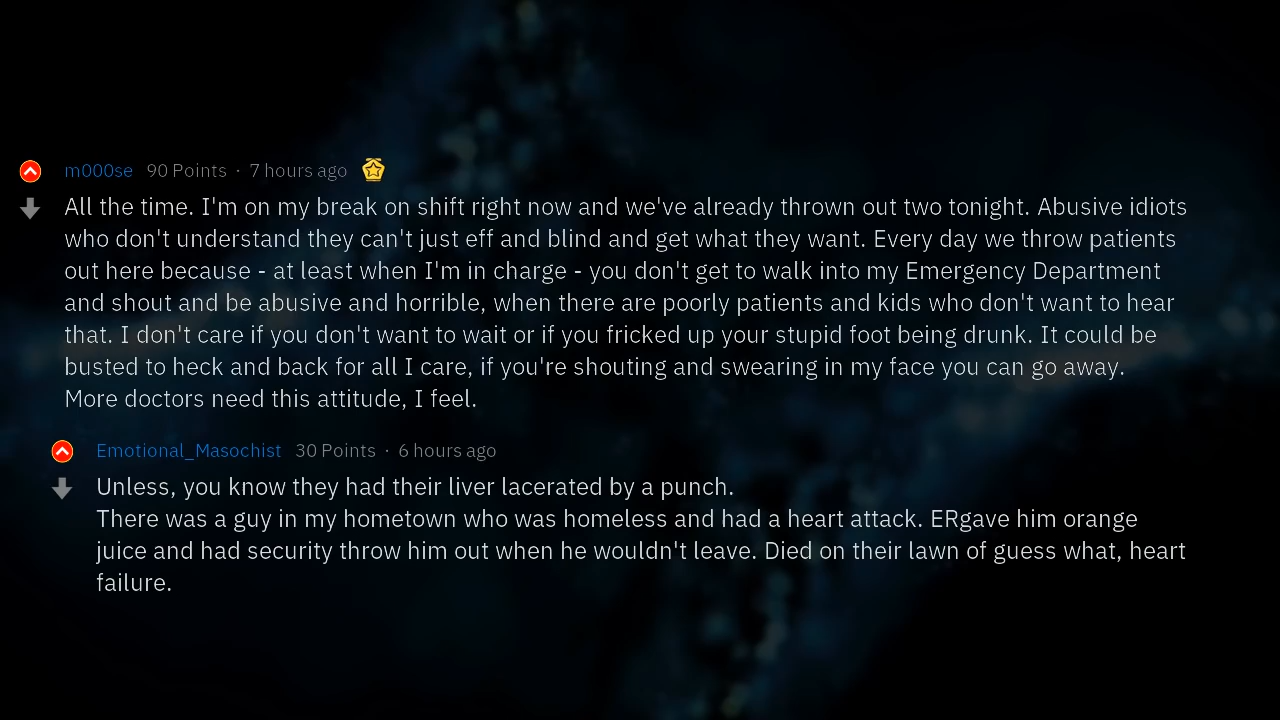 m000se 90 Points · 7 hours ago
All the time. I'm on my break on shift right now and we've already thrown out two tonight. Abusive idiots
who don't understand they can't just eff and blind and get what they want. Every day we throw patients
out here because - at least when I'm in charge - you don't get to walk into my Emergency Department
and shout and be abusive and horrible, when there are poorly patients and kids who don't want to hear
that. I don't care if you don't want to wait or if you fricked up your stupid foot being drunk. It could be
busted to heck and back for all I care, if you're shouting and swearing in my face you can go away.
More doctors need this attitude, I feel.
Emotional_Masochist 30 Points · 6 hours ago
Unless, you know they had their liver lacerated by a punch.
There was a guy in my hometown who was homeless and had a heart attack. ERgave him orange
juice and had security throw him out when he wouldn't leave. Died on their lawn of guess what, heart
failure.